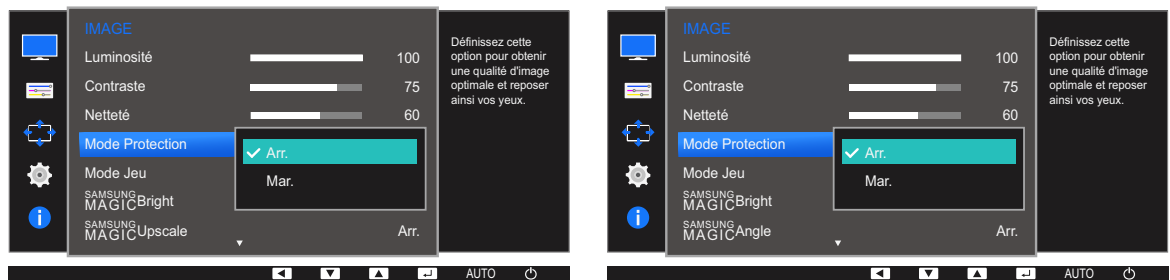 IMAGE
Luminosité 100
Contraste 75
Netteté 60
Mode Protection
Arr.
Mode Jeu
Mar.
SAMSUNG
MAGIC Bright
SAMSUNG
MAGIC Upscale Arr.
Définissez cette
option pour obtenir
une qualité d'image
optimale et reposer
ainsi vos yeux.
AUTO
IMAGE
Luminosité 100
Contraste 75
Netteté 60
Mode Protection
Arr.
Mode Jeu
Mar.
SAMSUNG
MAGIC Bright
SAMSUNG
MAGIC Angle Arr.
Définissez cette
option pour obtenir
une qualité d'image
optimale et reposer
ainsi vos yeux.
AUTO